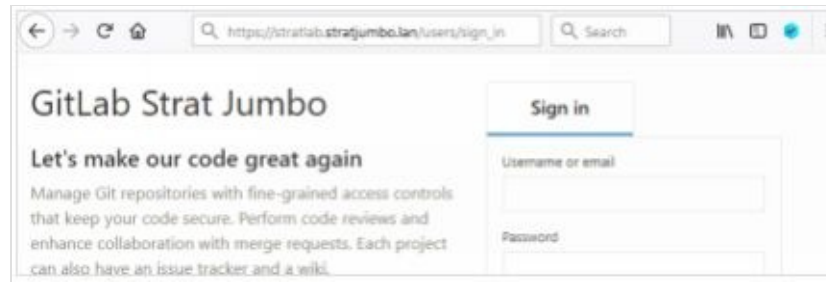 https://stratlab.stratjumbo.lan/users/sign_in
Search
GitLab Strat Jumbo
Let's make our code great again
Manage Git repositories with fine-grained access controls
that keep your code secure. Perform code reviews and
enhance collaboration with merge requests. Each project
can also have an issue tracker and a wiki.
Sign in
Username or email
Password